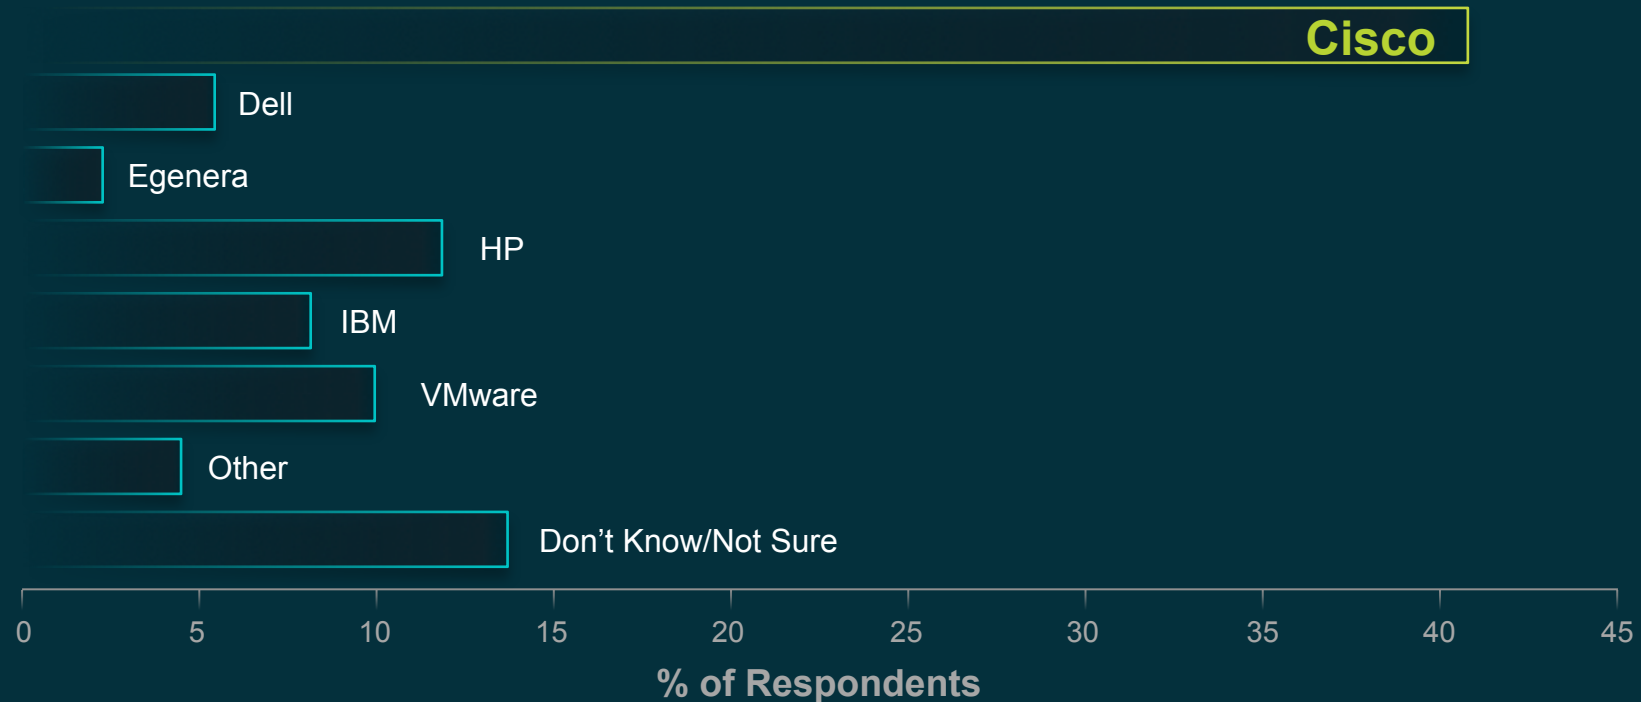 Cisco
Dell
Egenera
HP
IBM
VMware
Other
Don’t Know/Not Sure
0 5 10 15 20 25 30 35 40 45
% of Respondents